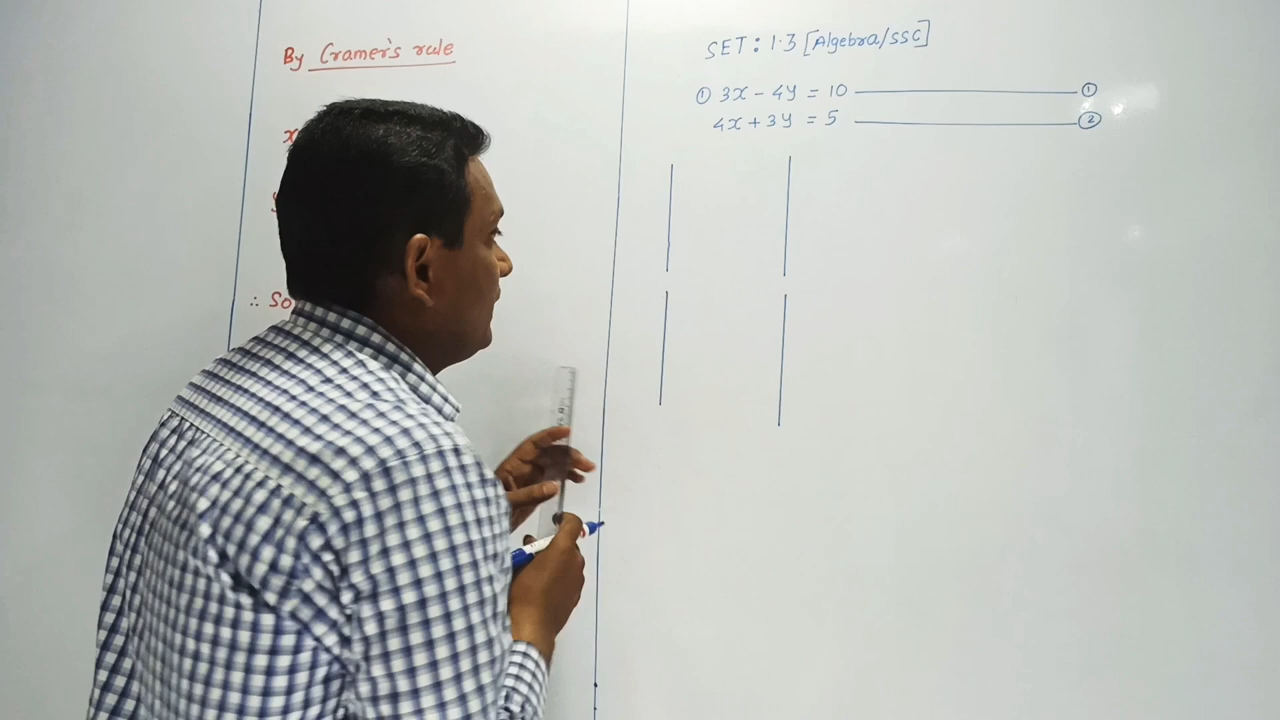 By Cramer's rule
x
∴ So
SET: 1.3 [Algebra/SSC]
① 3x - 4y = 10 ①
4x + 3y = 5 ②